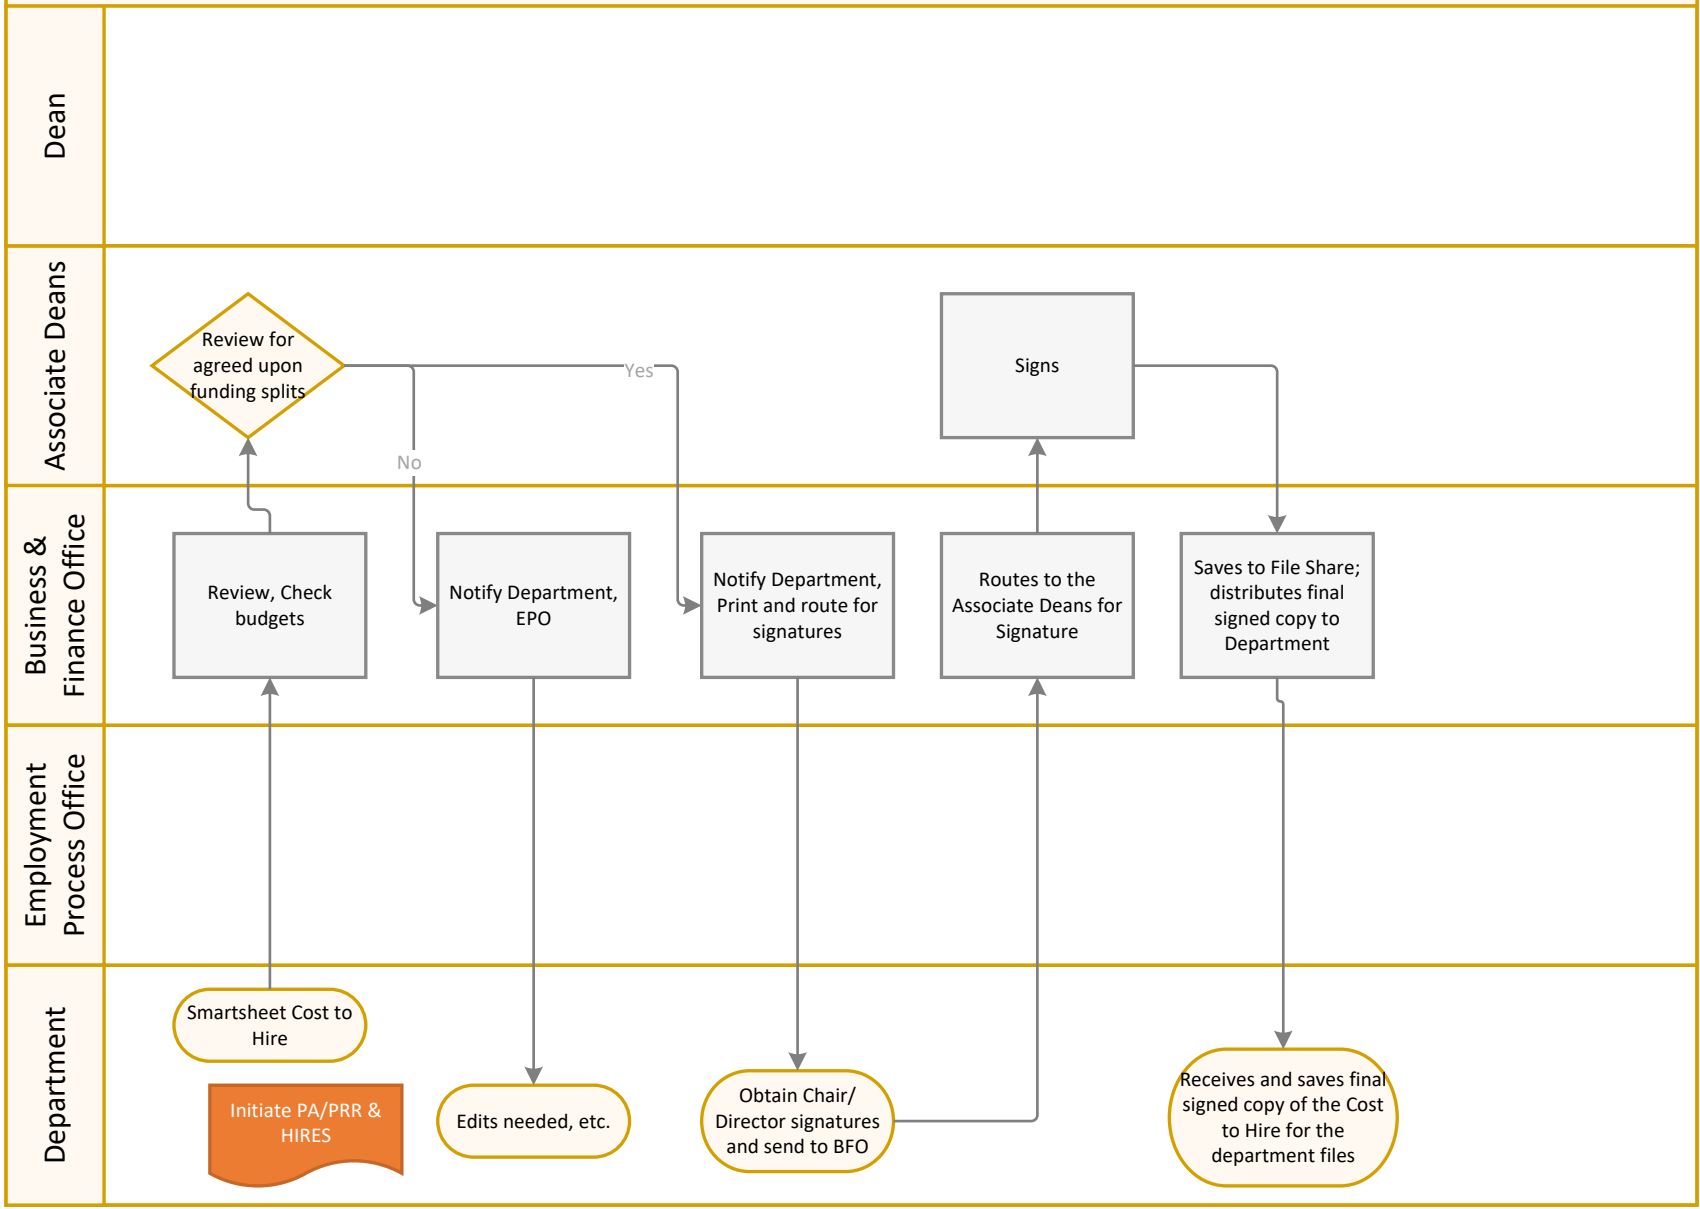 Dean
Associate Deans
Review for
agreed upon
funding splits
Yes
No
Signs
Business &
Finance Office
Review, Check
budgets
Notify Department,
EPO
Notify Department,
Print and route for
signatures
Routes to the
Associate Deans for
Signature
Saves to File Share;
distributes final
signed copy to
Department
Employment
Process Office
Department
Smartsheet Cost to
Hire
Initiate PA/PRR &
HIRES
Edits needed, etc.
Obtain Chair/
Director signatures
and send to BFO
Receives and saves final
signed copy of the Cost
to Hire for the
department files